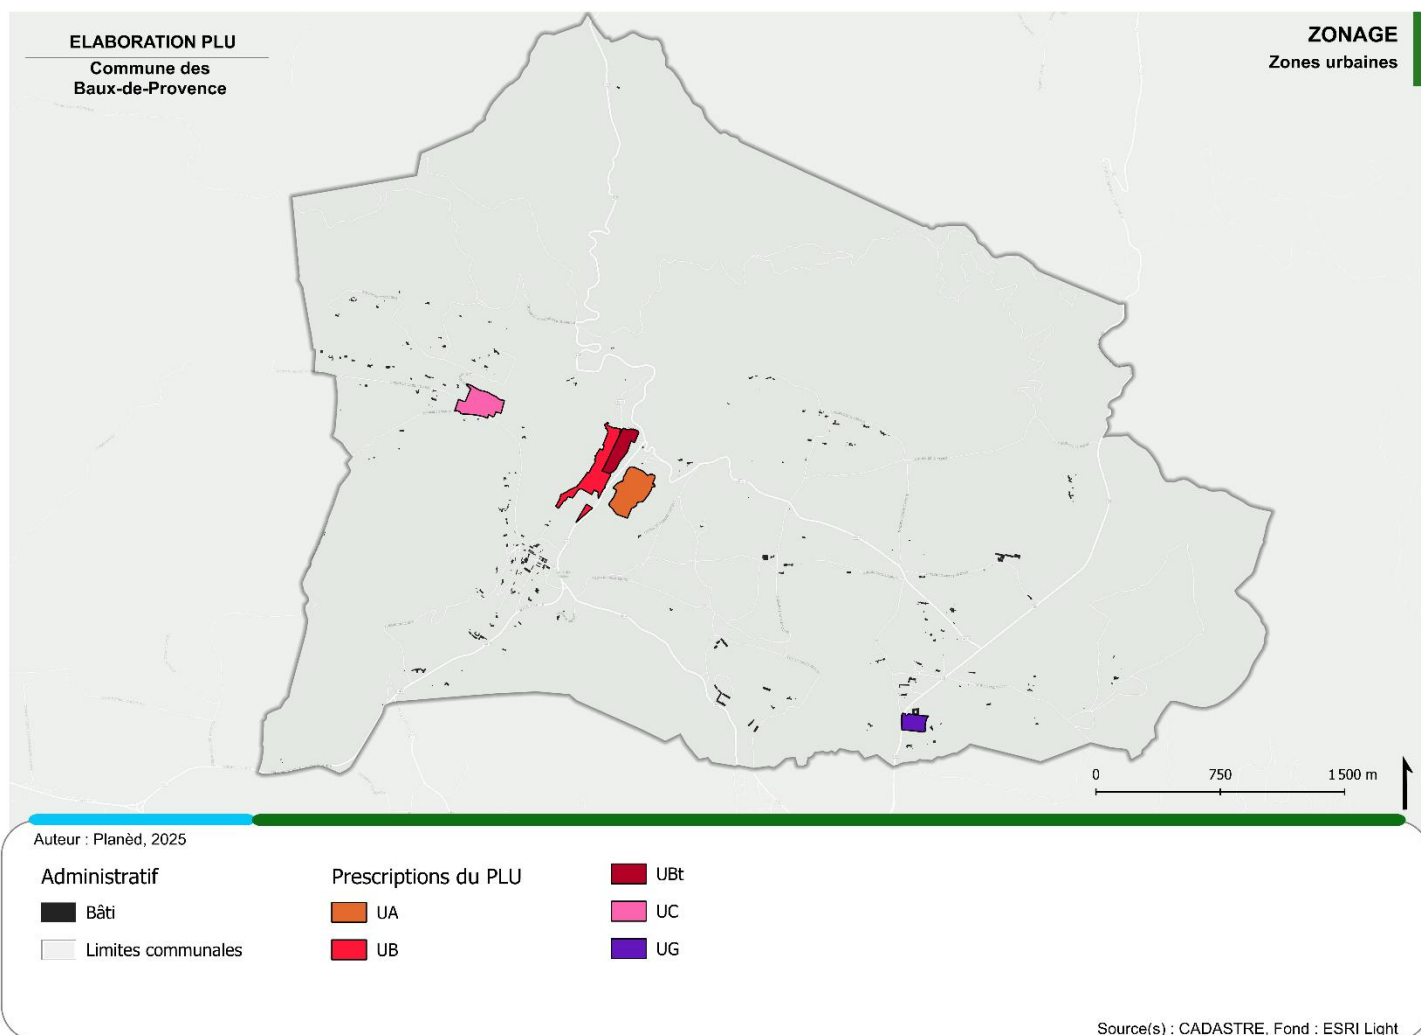 ELABORATION PLU
Commune des
Baux-de-Provence
ZONAGE
Zones urbaines
0 750 1 500 m
Auteur : Planèd, 2025
Administratif
Bâti
Limites communales
Prescriptions du PLU
UA
UB
UBt
UC
UG
Source(s) : CADASTRE, Fond : ESRI Light